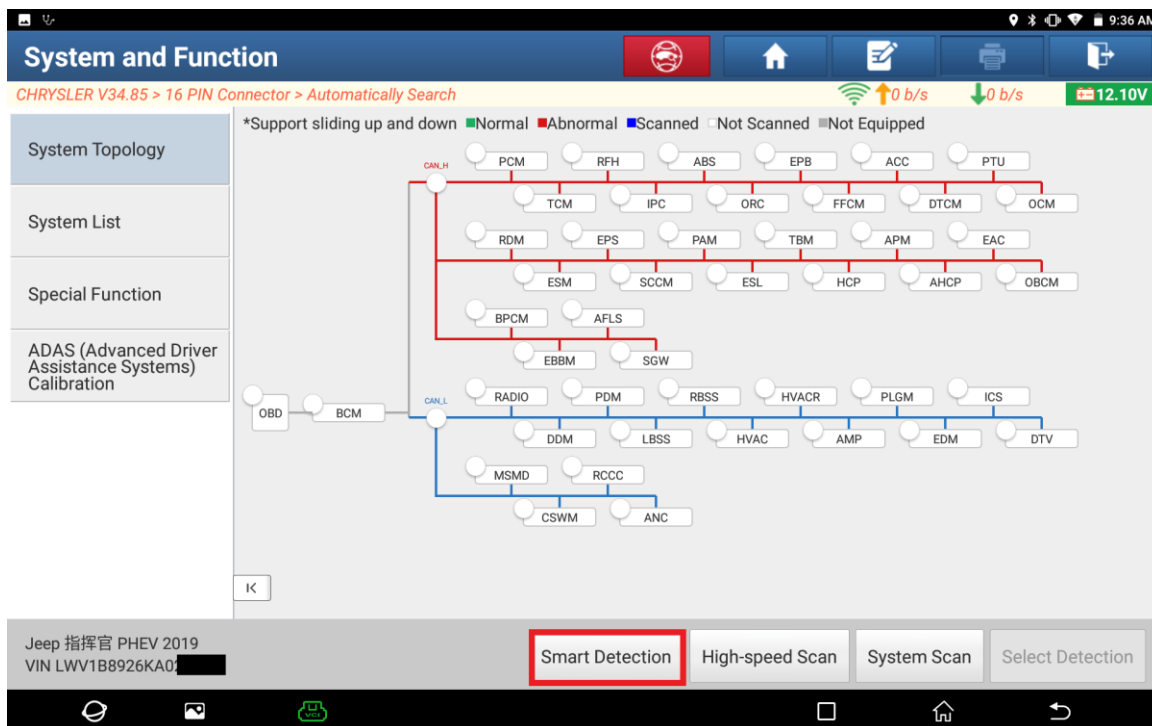 9:36 AM
System and Function
CHRYSLER V34.85 > 16 PIN Connector > Automatically Search
0 b/s
0 b/s
12.10V
System Topology
System List
Special Function
ADAS (Advanced Driver
Assistance Systems)
Calibration
*Support sliding up and down Normal Abnormal Scanned Not Scanned Not Equipped
CAN_H
PCM RFH ABS EPB ACC PTU
TCM IPC ORC FFCM DTCM OCM
RDM EPS PAM TBM APM EAC
ESM SCCM ESL HCP AHCP OBCM
BPCM AFLS
EBBM SGW
OBD BCM
CAN_L
RADIO PDM RBSS HVACR PLGM ICS
DDM LBSS HVAC AMP EDM DTV
MSMD RCCC
CSWM ANC
Jeep 指挥官 PHEV 2019
VIN LWV1B8926KA02
Smart Detection
High-speed Scan
System Scan
Select Detection
VCI